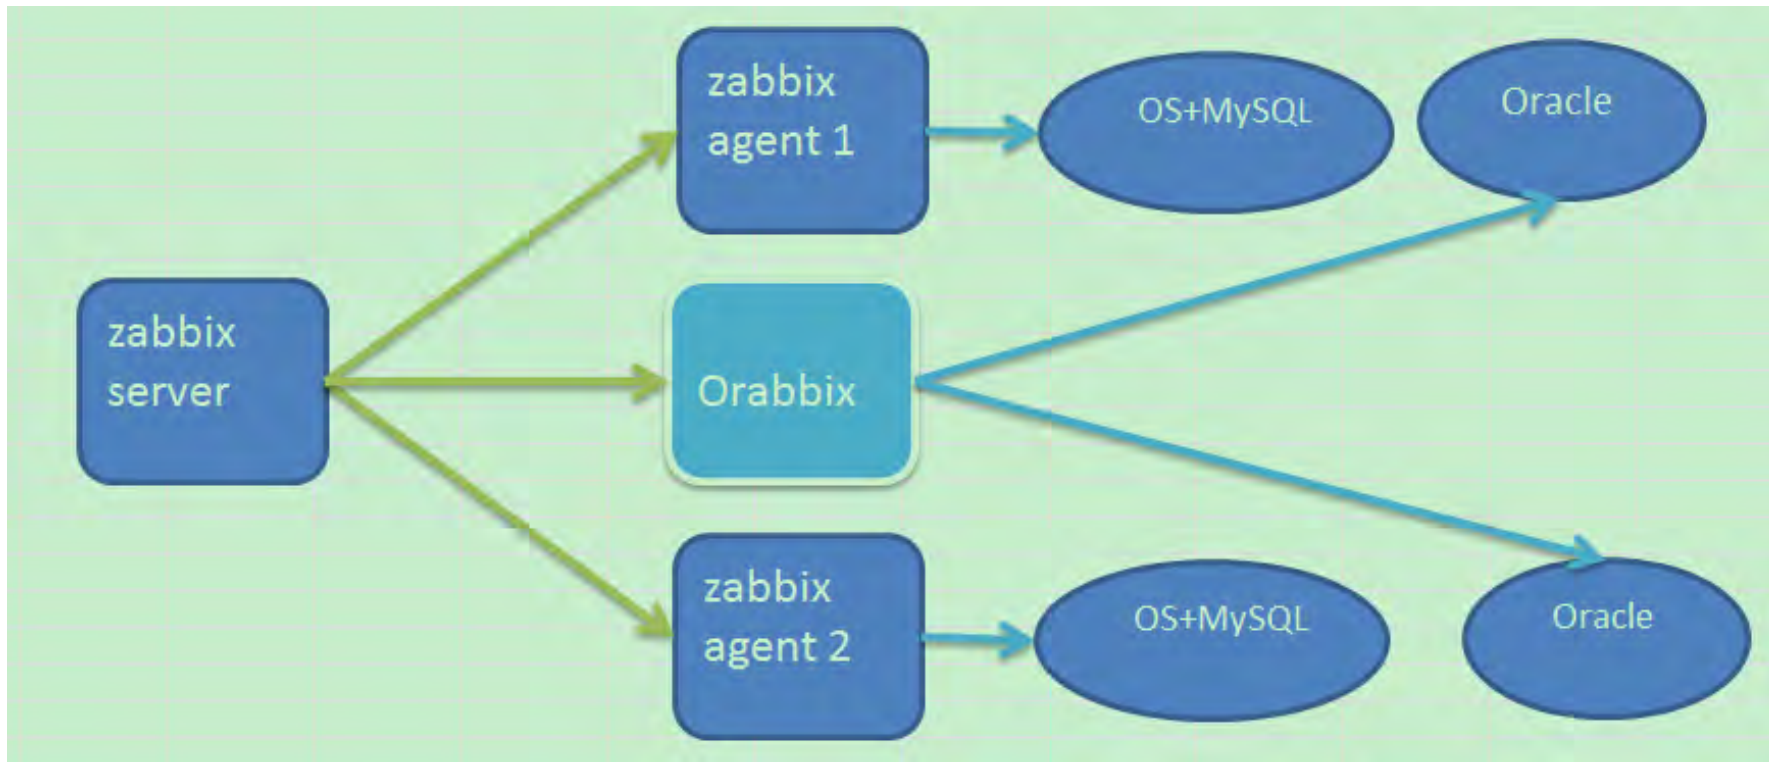 zabbix
agent 1
OS+MySQL
Oracle
zabbix
server
Orabbix
zabbix
agent 2
OS+MySQL
Oracle